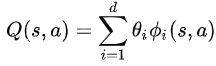 Q(s,a) = \sum_{i=1}^{d} \theta_i \phi_i(s,a)